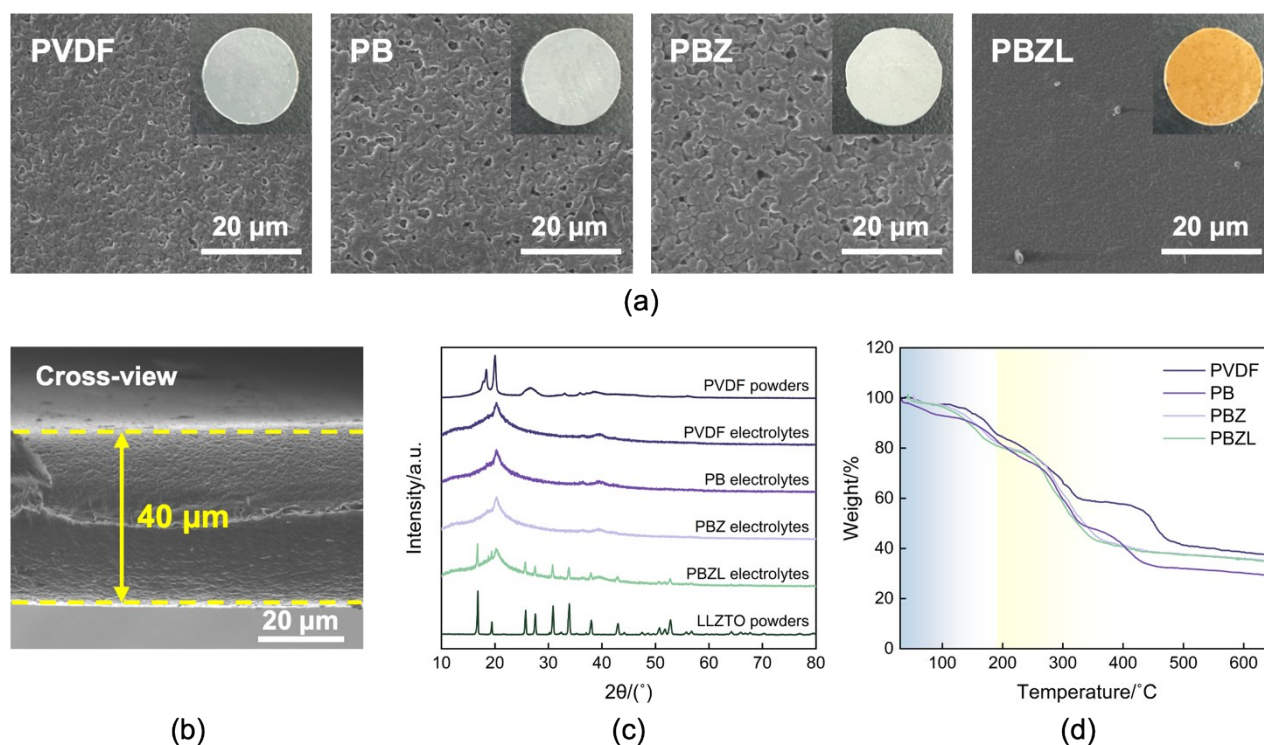 PVDF
20 µm
PB
20 µm
PBZ
20 µm
PBZL
20 µm
(a)
Cross-view
40 µm
20 µm
(b)
Intensity/a.u.
PVDF powders
PVDF electrolytes
PB electrolytes
PBZ electrolytes
PBZL electrolytes
LLZTO powders
10 20 30 40 50 60 70 80
2θ/(˚)
(c)
Weight/%
120
100
80
60
40
20
0
PVDF
PB
PBZ
PBZL
100 200 300 400 500 600
Temperature/˚C
(d)